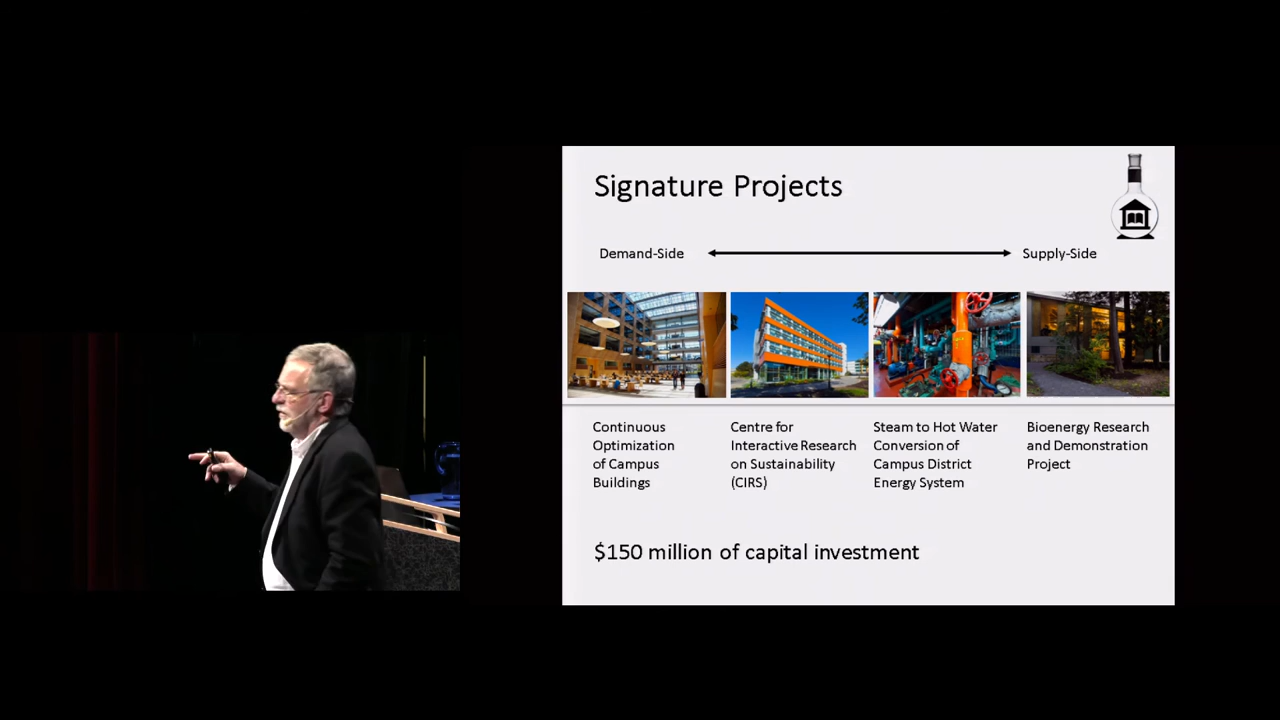 Signature Projects
Demand-Side
Supply-Side
Continuous
Optimization
of Campus
Buildings
Centre for
Interactive Research
on Sustainability
(CIRS)
Steam to Hot Water
Conversion of
Campus District
Energy System
Bioenergy Research
and Demonstration
Project
$150 million of capital investment